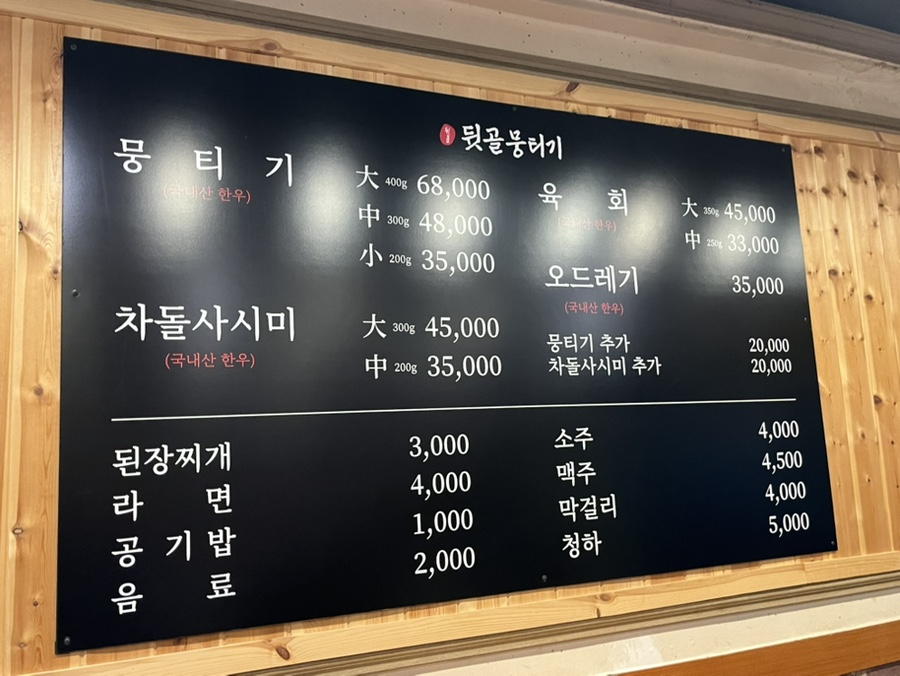 뒷골뭉티기
뭉 티 기
(국내산 한우)
大 400g 68,000
中 300g 48,000
小 200g 35,000
차돌사시미
(국내산 한우)
大 300g 45,000
中 200g 35,000
육 회
(국내산 한우)
大 350g 45,000
中 250g 33,000
오드레기 35,000
(국내산 한우)
뭉티기 추가 20,000
차돌사시미 추가 20,000
된장찌개 3,000
라 면 4,000
공 기 밥 1,000
음 료 2,000
소주 4,000
맥주 4,500
막걸리 4,000
청하 5,000